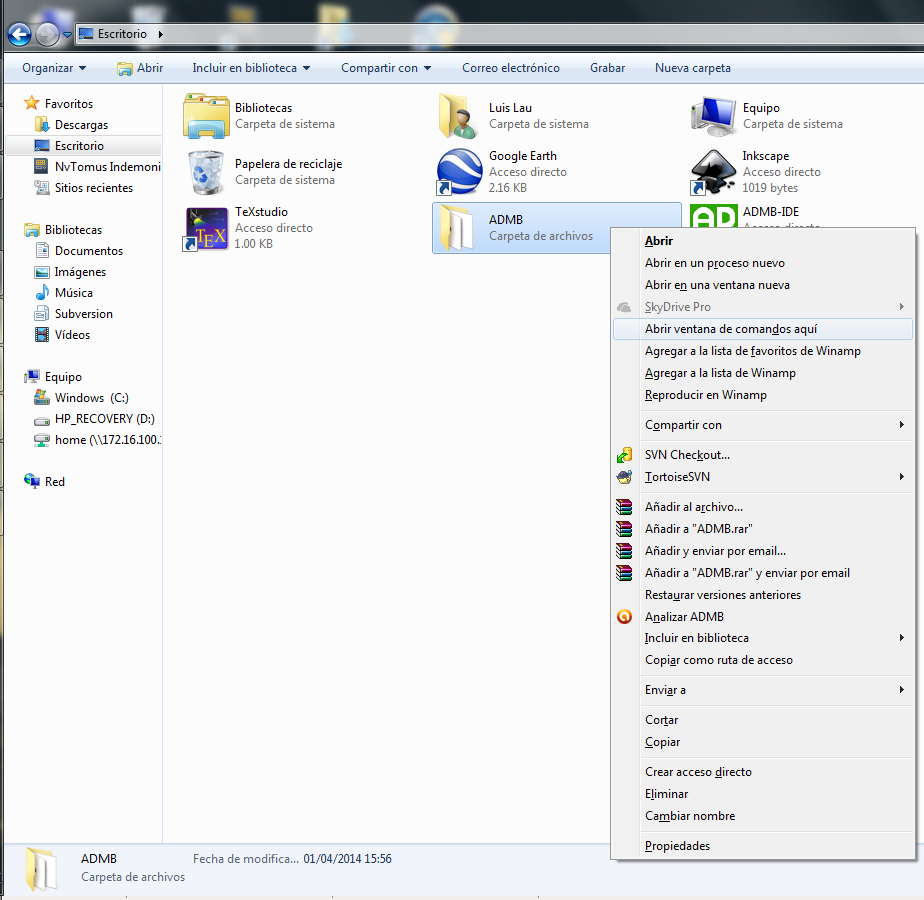 Escritorio
Organizar
Abrir
Incluir en biblioteca
Compartir con
Correo electrónico
Grabar
Nueva carpeta
Favoritos
Descargas
Escritorio
NvTomus Indemoni
Sitios recientes
Bibliotecas
Documentos
Imágenes
Música
Subversion
Vídeos
Equipo
Windows (C:)
HP_RECOVERY (D:)
home (\\172.16.100.
Red
Bibliotecas
Carpeta de sistema
Luis Lau
Carpeta de sistema
Equipo
Carpeta de sistema
Papelera de reciclaje
Carpeta de sistema
Google Earth
Acceso directo
2.16 KB
Inkscape
Acceso directo
1019 bytes
TeXstudio
Acceso directo
1.00 KB
TEX
ADMB
Carpeta de archivos
AD
ADMB-IDE
Acceso directo
Abrir
Abrir en un proceso nuevo
Abrir en una ventana nueva
SkyDrive Pro
Abrir ventana de comandos aquí
Agregar a la lista de favoritos de Winamp
Agregar a la lista de Winamp
Reproducir en Winamp
Compartir con
SVN Checkout...
TortoiseSVN
Añadir al archivo...
Añadir a "ADMB.rar"
Añadir y enviar por email...
Añadir a "ADMB.rar" y enviar por email
Restaurar versiones anteriores
Analizar ADMB
Incluir en biblioteca
Copiar como ruta de acceso
Enviar a
Cortar
Copiar
Crear acceso directo
Eliminar
Cambiar nombre
Propiedades
ADMB
Fecha de modifica... 01/04/2014 15:56
Carpeta de archivos